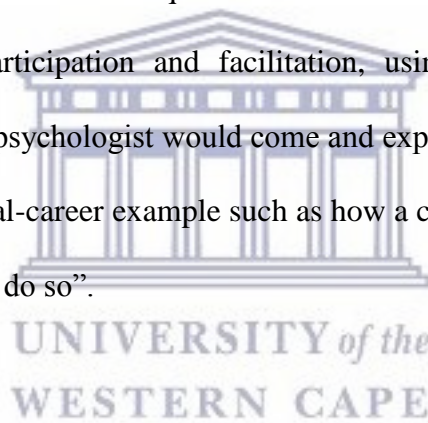 articipation and facilitation, usin
psychologist would come and exp
al-career example such as how a c
do so”.
UNIVERSITY of the
WESTERN CAPE